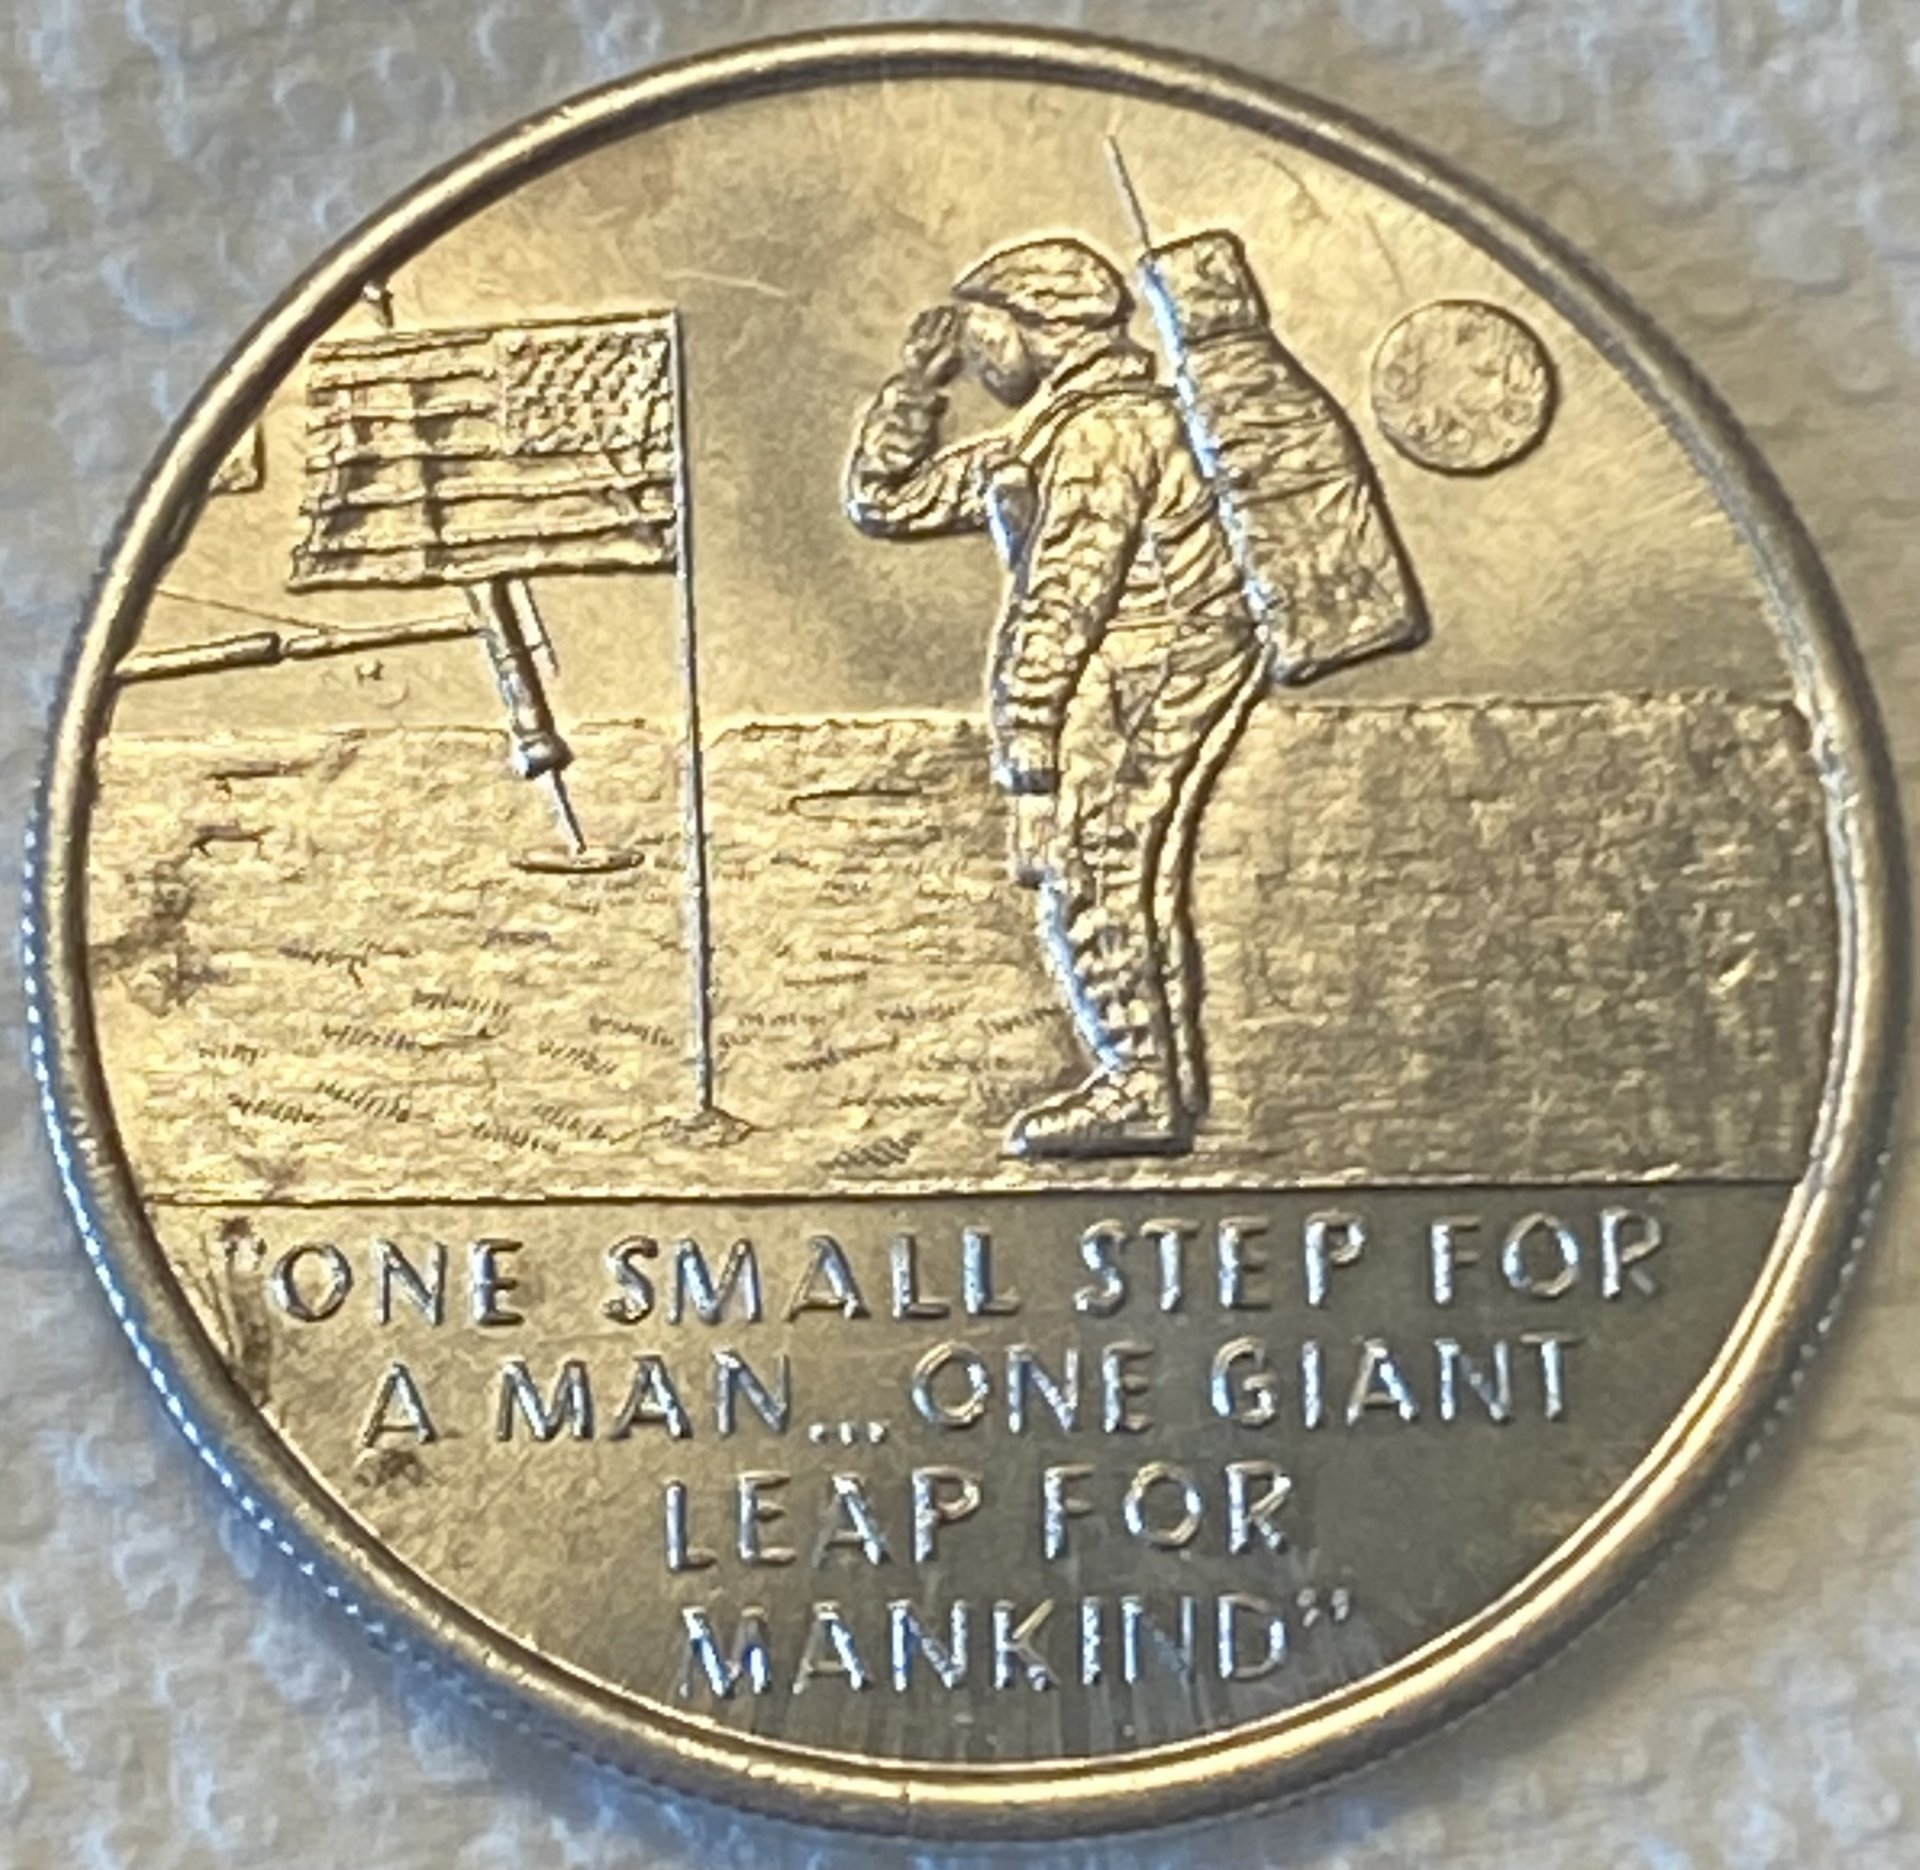 "ONE SMALL STEP FOR
A MAN...ONE GIANT
LEAP FOR
MANKIND"